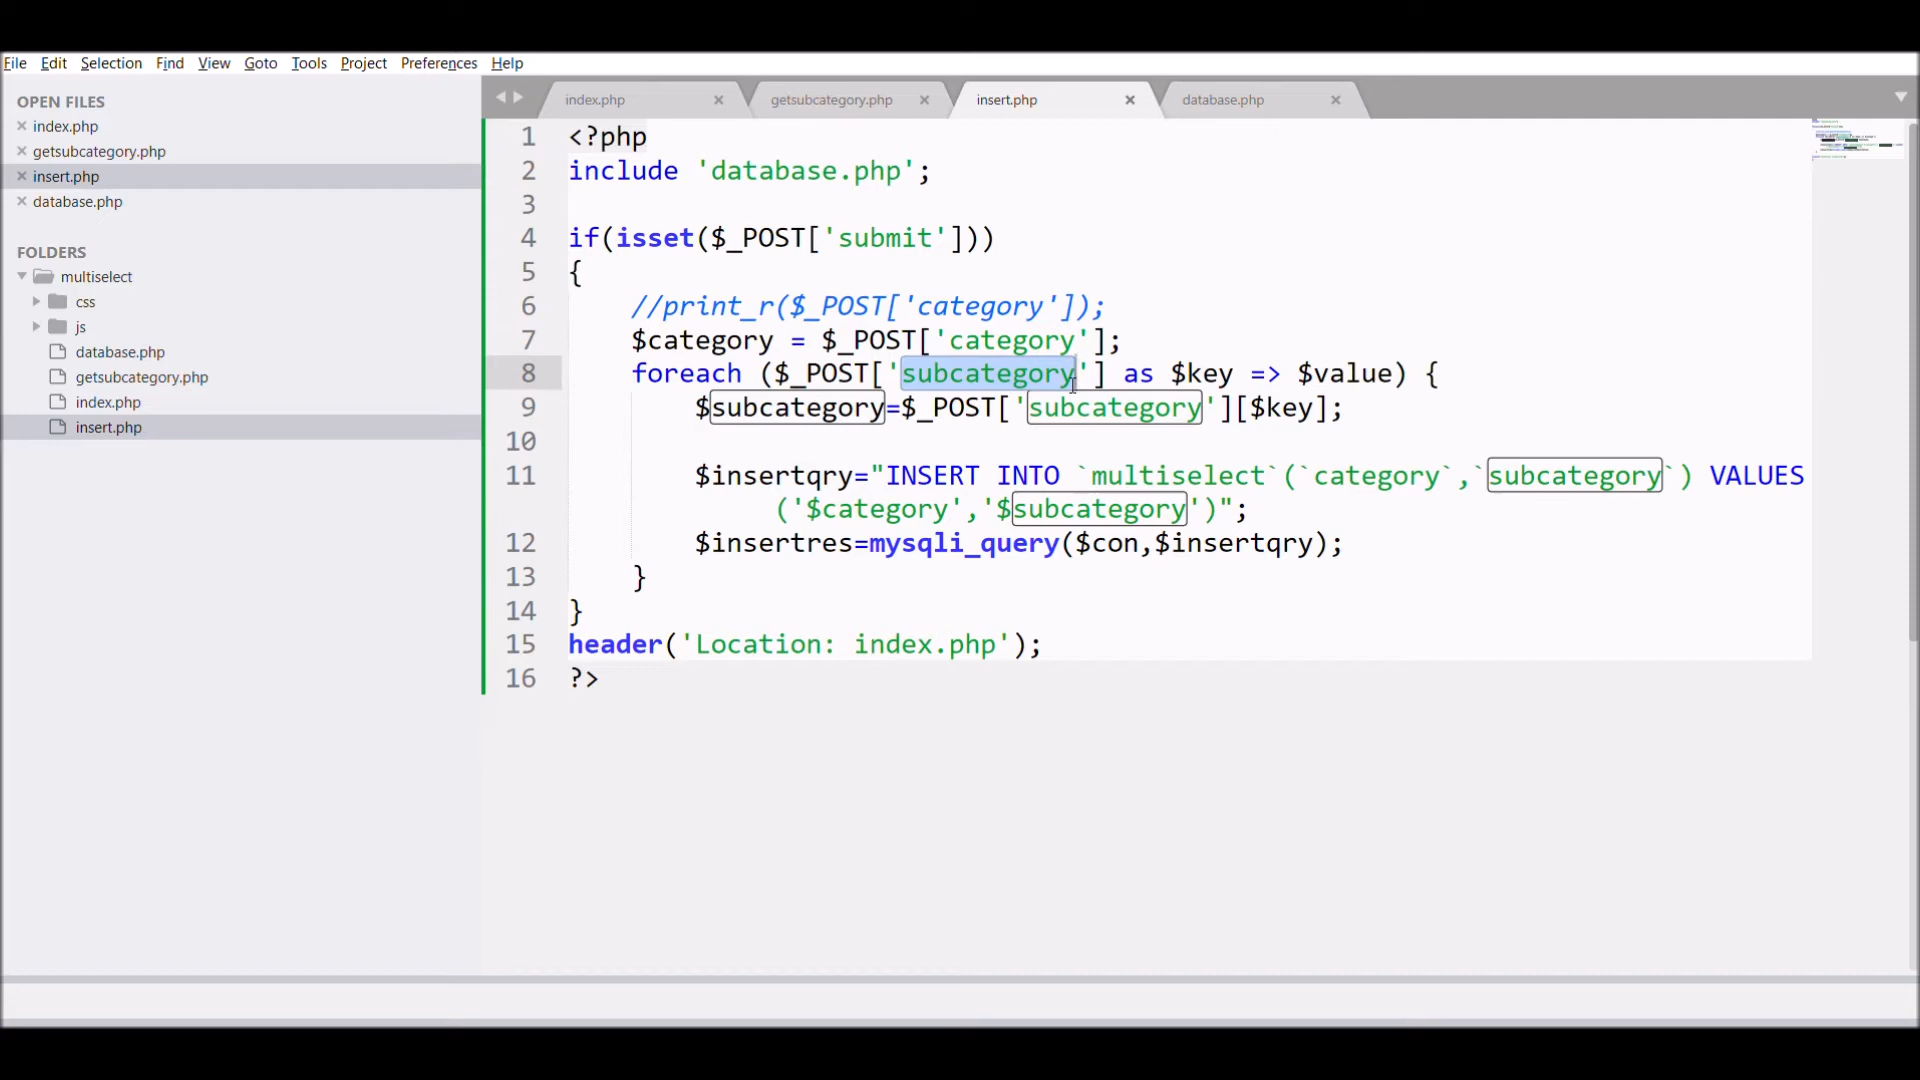 File Edit Selection Find View Goto Tools Project Preferences Help
OPEN FILES
index.php
getsubcategory.php
insert.php
database.php
FOLDERS
multiselect
css
js
database.php
getsubcategory.php
index.php
insert.php
index.php getsubcategory.php insert.php database.php
1 <?php
2 include 'database.php';
3
4 if(isset($_POST['submit']))
5 {
6 //print_r($_POST['category']);
7 $category = $_POST['category'];
8 foreach ($_POST['subcategory'] as $key => $value) {
9 $subcategory=$_POST['subcategory'][$key];
10
11 $insertqry="INSERT INTO `multiselect`(`category`,`subcategory`) VALUES
('$category','$subcategory')";
12 $insertres=mysqli_query($con,$insertqry);
13 }
14 }
15 header('Location: index.php');
16 ?>